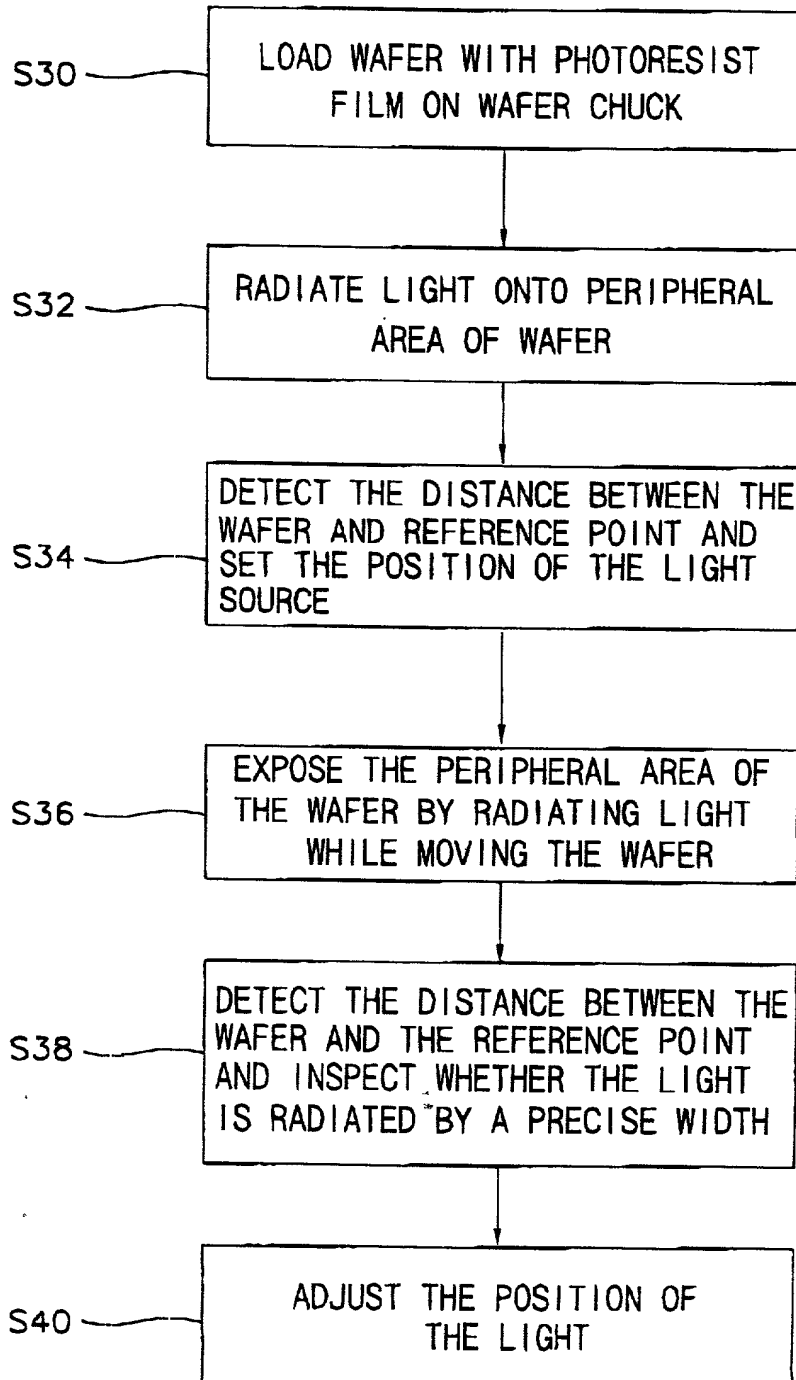 S30
LOAD WAFER WITH PHOTORESIST
FILM ON WAFER CHUCK
S32
RADIATE LIGHT ONTO PERIPHERAL
AREA OF WAFER
S34
DETECT THE DISTANCE BETWEEN THE
WAFER AND REFERENCE POINT AND
SET THE POSITION OF THE LIGHT
SOURCE
S36
EXPOSE THE PERIPHERAL AREA OF
THE WAFER BY RADIATING LIGHT
WHILE MOVING THE WAFER
S38
DETECT THE DISTANCE BETWEEN THE
WAFER AND THE REFERENCE POINT
AND INSPECT WHETHER THE LIGHT
IS RADIATED BY A PRECISE WIDTH
S40
ADJUST THE POSITION OF
THE LIGHT